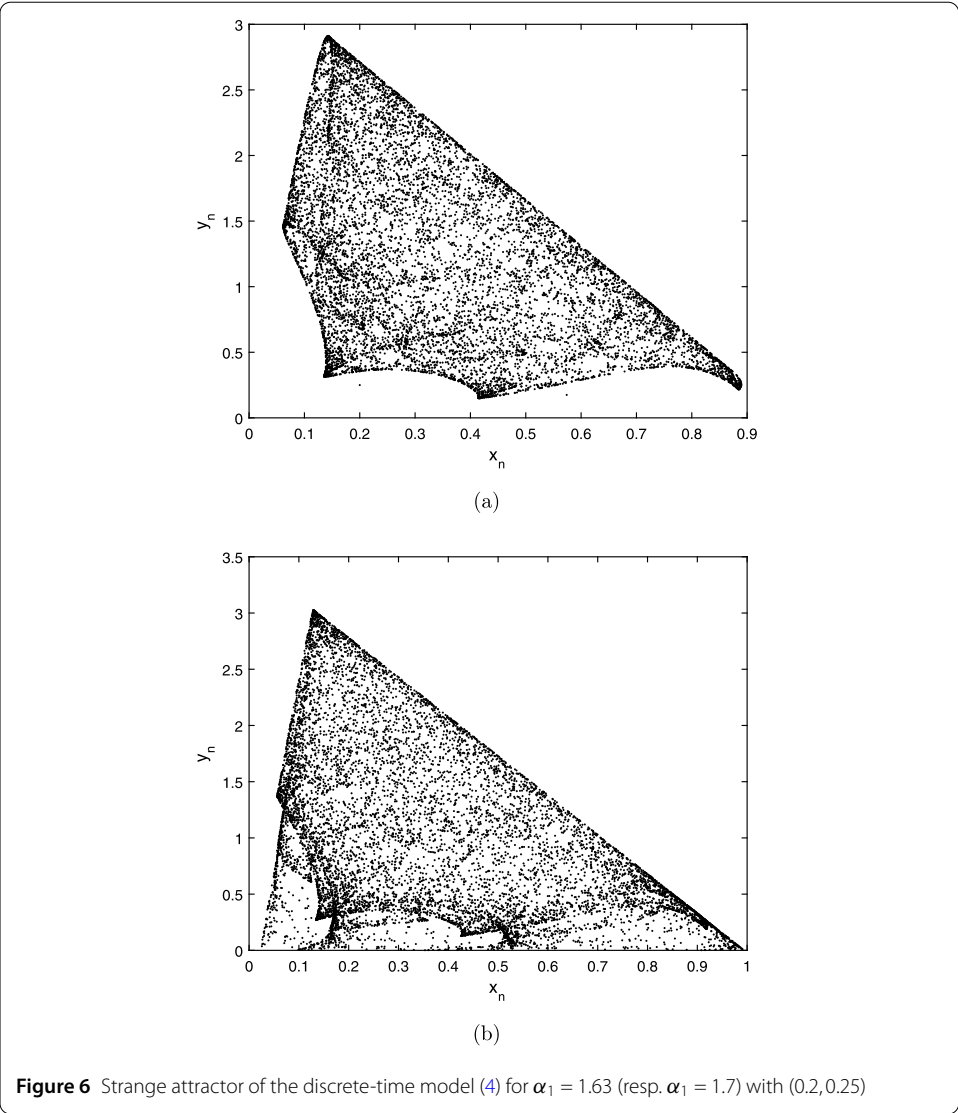 3
2.5
2
1.5
1
0.5
0
y_n
0 0.1 0.2 0.3 0.4 0.5 0.6 0.7 0.8 0.9
x_n
(a)
3.5
3
2.5
2
1.5
1
0.5
0
y_n
0 0.1 0.2 0.3 0.4 0.5 0.6 0.7 0.8 0.9 1
x_n
(b)
Figure 6 Strange attractor of the discrete-time model (4) for α₁ = 1.63 (resp. α₁ = 1.7) with (0.2, 0.25)